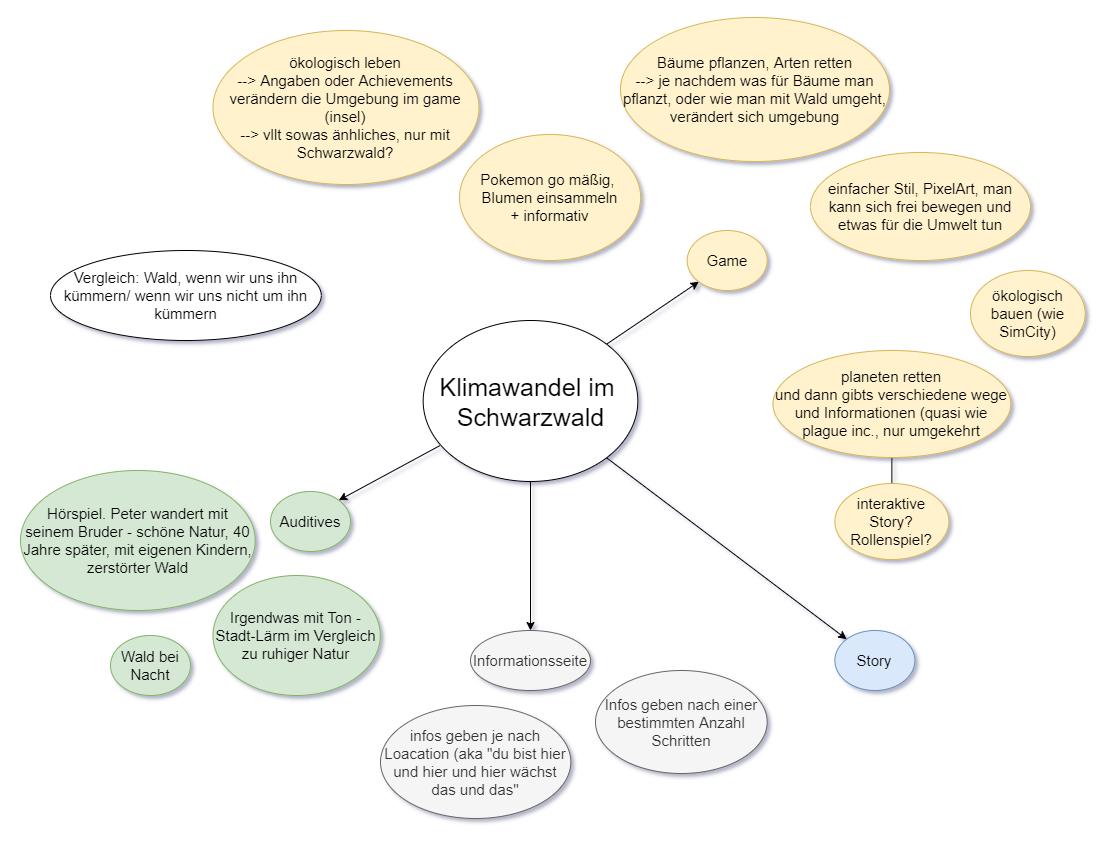 ökologisch leben
--> Angaben oder Achievements
verändern die Umgebung im game
(insel)
--> vllt sowas änhliches, nur mit
Schwarzwald?
Bäume pflanzen, Arten retten
--> je nachdem was für Bäume man
pflanzt, oder wie man mit Wald umgeht,
verändert sich umgebung
Pokemon go mäßig,
Blumen einsammeln
+ informativ
einfacher Stil, PixelArt, man
kann sich frei bewegen und
etwas für die Umwelt tun
Game
Vergleich: Wald, wenn wir uns ihn
kümmern/ wenn wir uns nicht um ihn
kümmern
ökologisch
bauen (wie
SimCity)
Klimawandel im
Schwarzwald
planeten retten
und dann gibts verschiedene wege
und Informationen (quasi wie
plague inc., nur umgekehrt
interaktive
Story?
Rollenspiel?
Auditives
Hörspiel. Peter wandert mit
seinem Bruder - schöne Natur, 40
Jahre später, mit eigenen Kindern,
zerstörter Wald
Irgendwas mit Ton -
Stadt-Lärm im Vergleich
zu ruhiger Natur
Wald bei
Nacht
Informationsseite
Story
Infos geben nach einer
bestimmten Anzahl
Schritten
infos geben je nach
Loacation (aka "du bist hier
und hier und hier wächst
das und das"